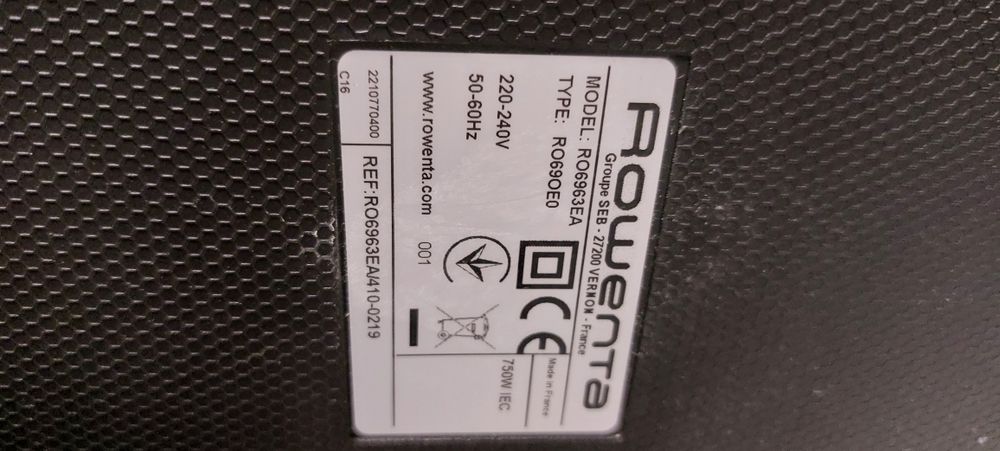 Rowenta
Groupe SEB - 27200 VERNON - France
MODEL: RO6963EA
TYPE: RO69OE0
Made in France
220-240V
50-60Hz
750W IEC
www.rowenta.com
001
2210770400
C16
REF:RO6963EA/410-0219